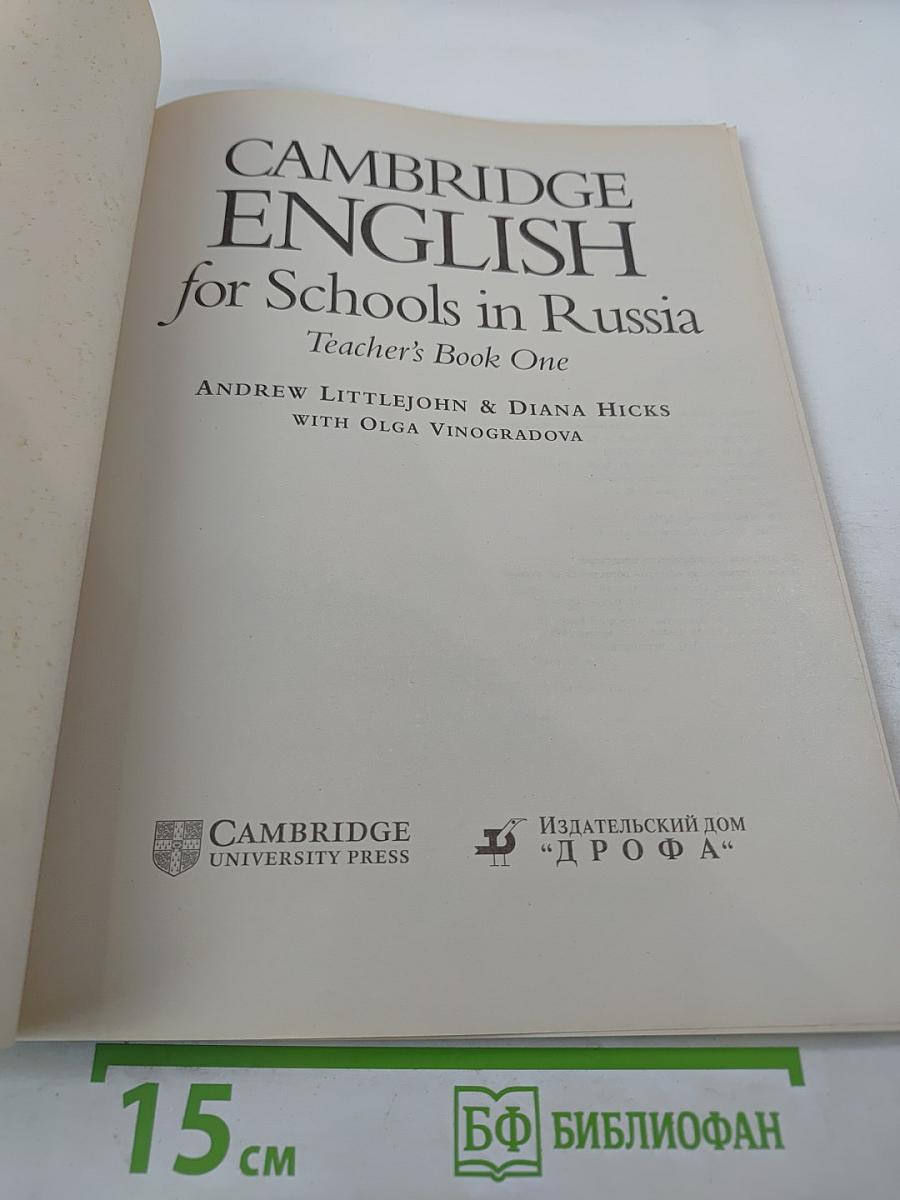 CAMBRIDGE
ENGLISH
for Schools in Russia
Teacher's Book One
ANDREW LITTLEJOHN & DIANA HICKS
WITH OLGA VINOGRADOVA
CAMBRIDGE
UNIVERSITY PRESS
ИЗДАТЕЛЬСКИЙ ДОМ
“ДРОФА“
15 см
БФ БИБЛИОФАН